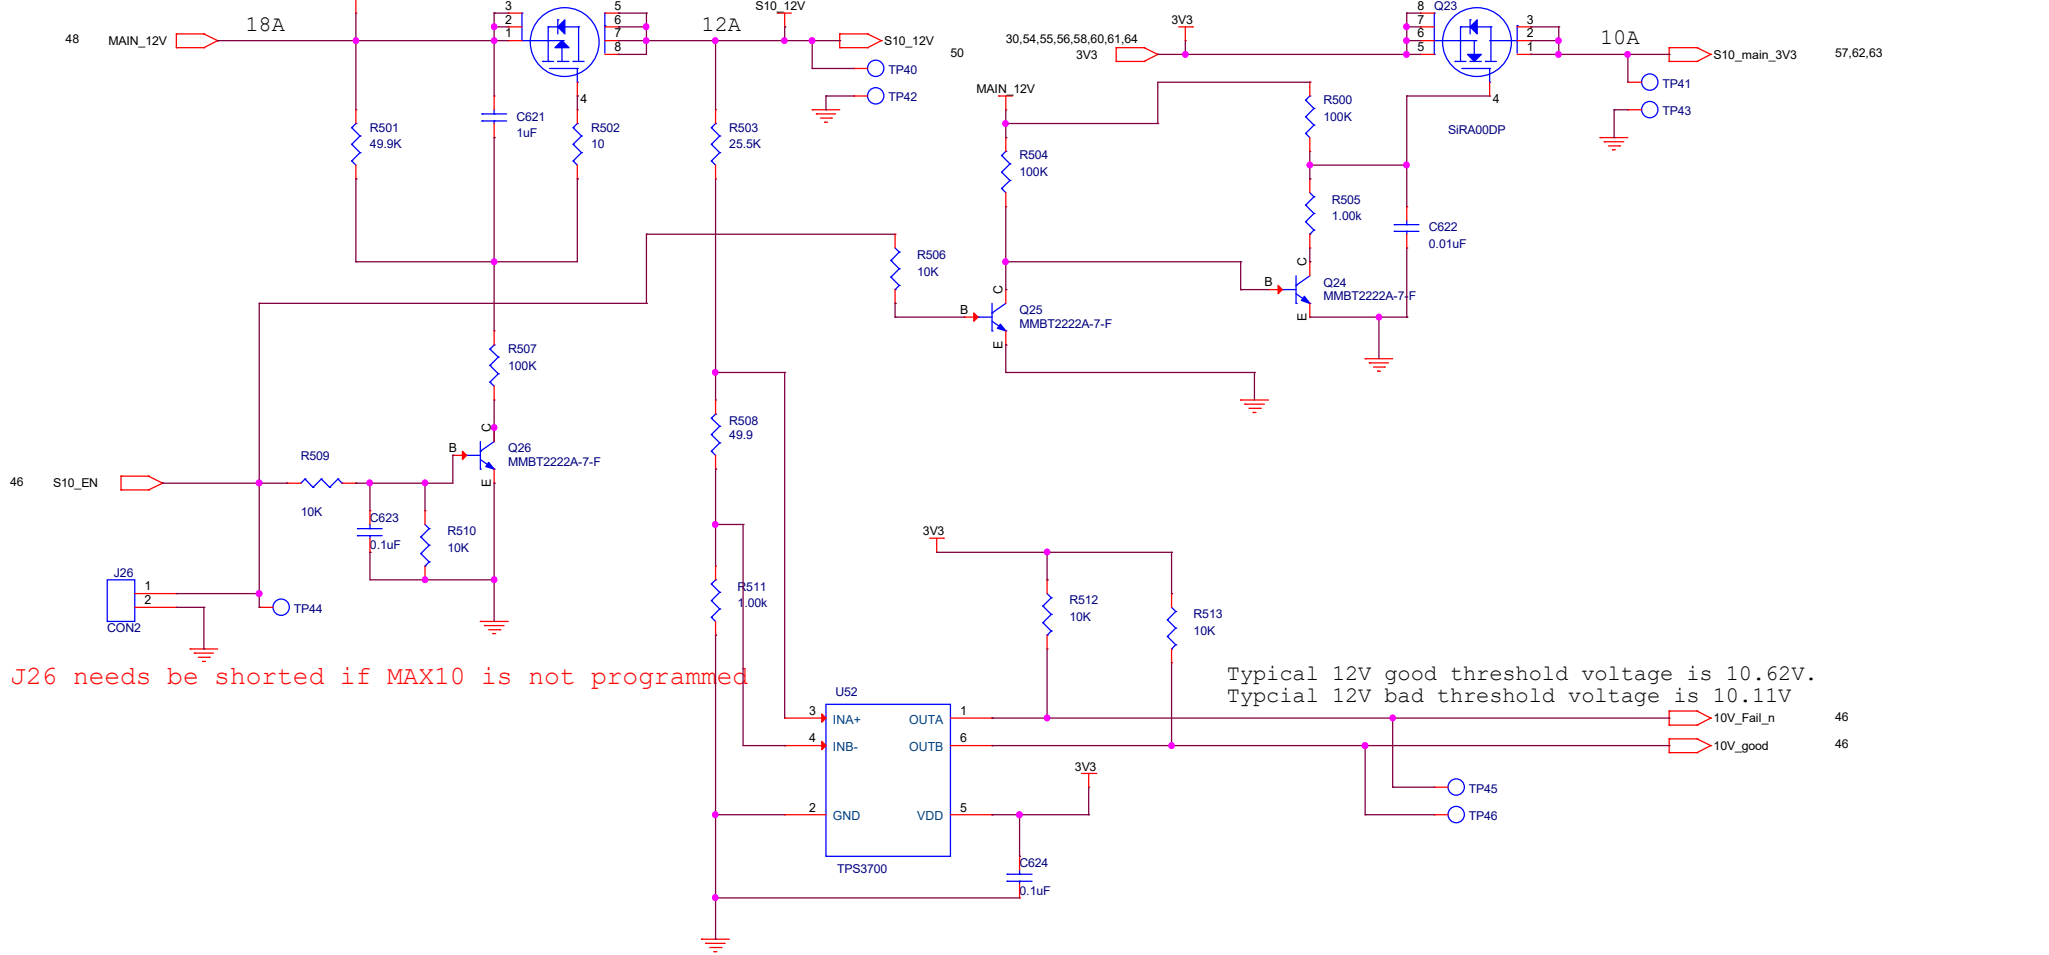 3
2
1
5
6
7
8
S10_12V
18A
12A
48
MAIN_12V
S10_12V
50
TP40
TP42
4
R501
49.9K
C621
1uF
R502
10
R503
25.5K
3V3
30,54,55,56,58,60,61,64
3V3
8
7
6
5
Q23
3
2
1
10A
S10_main_3V3
57,62,63
TP41
TP43
4
SiRA00DP
MAIN_12V
R500
100K
R504
100K
R505
1.00k
C622
0.01uF
R506
10K
C
B
E
Q25
MMBT2222A-7-F
C
B
E
Q24
MMBT2222A-7-F
R507
100K
C
B
E
Q26
MMBT2222A-7-F
R508
49.9
46
S10_EN
R509
10K
C623
0.1uF
R510
10K
J26
1
2
CON2
TP44
R511
1.00k
3V3
R512
10K
R513
10K
J26 needs be shorted if MAX10 is not programmed
Typical 12V good threshold voltage is 10.62V.
Typcial 12V bad threshold voltage is 10.11V
U52
3
INA+
OUTA
1
4
INB-
OUTB
6
2
GND
VDD
5
TPS3700
10V_Fail_n
46
10V_good
46
3V3
TP45
TP46
C624
0.1uF